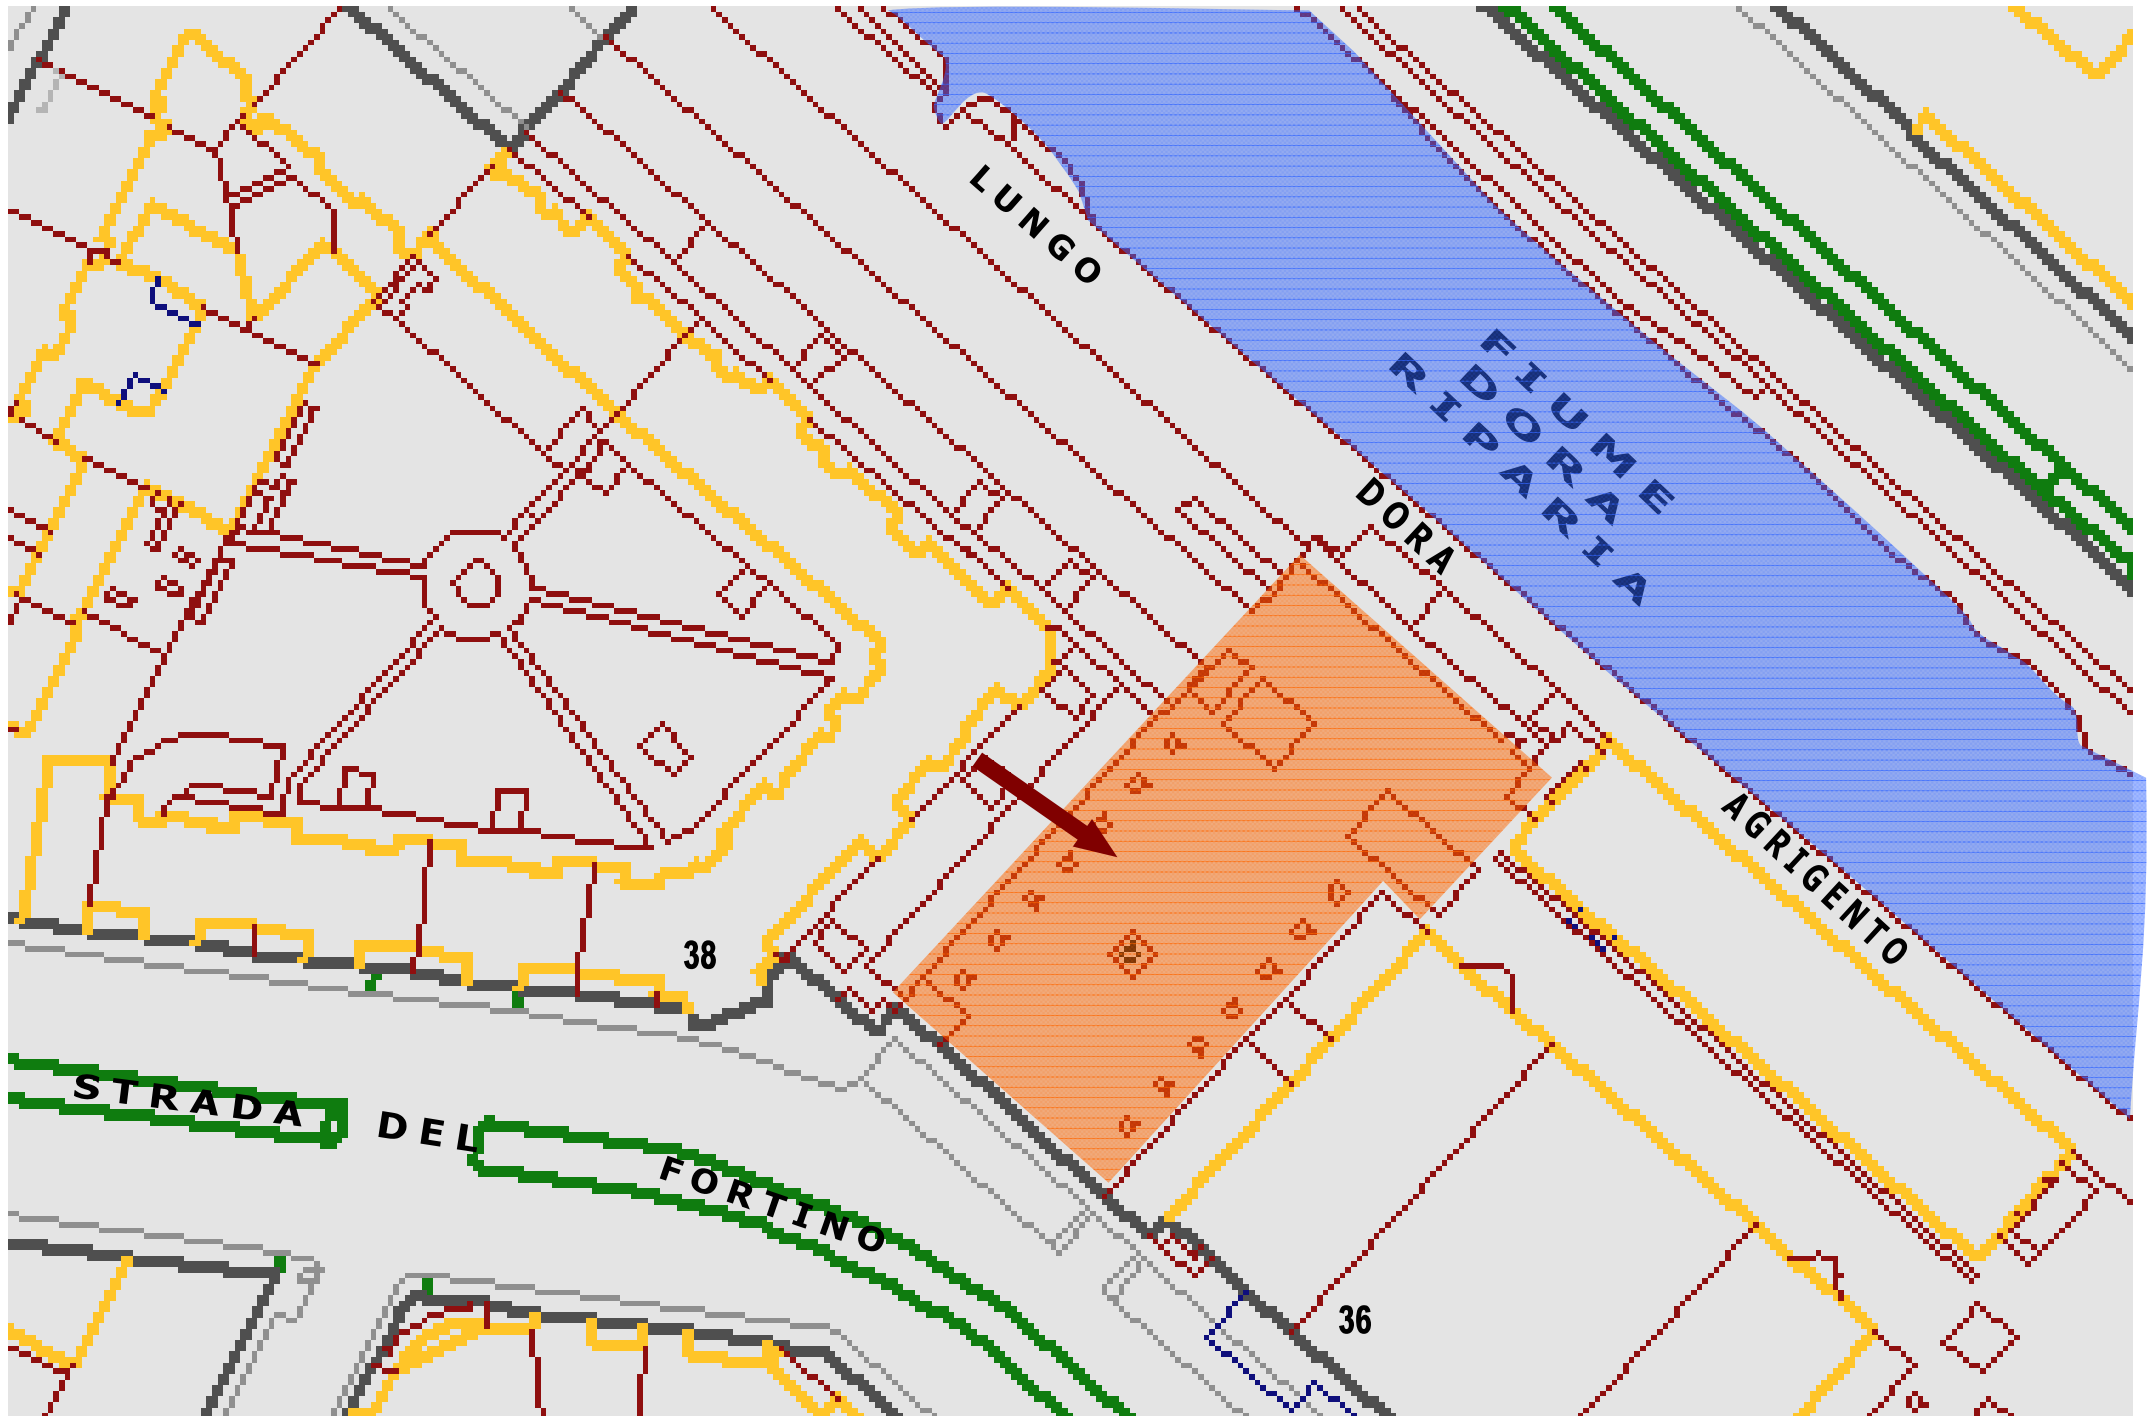 LUNGO
FIUME
DORA
RIPARIA
DORA
AGRIGENTO
38
STRADA DEL FORTINO
36